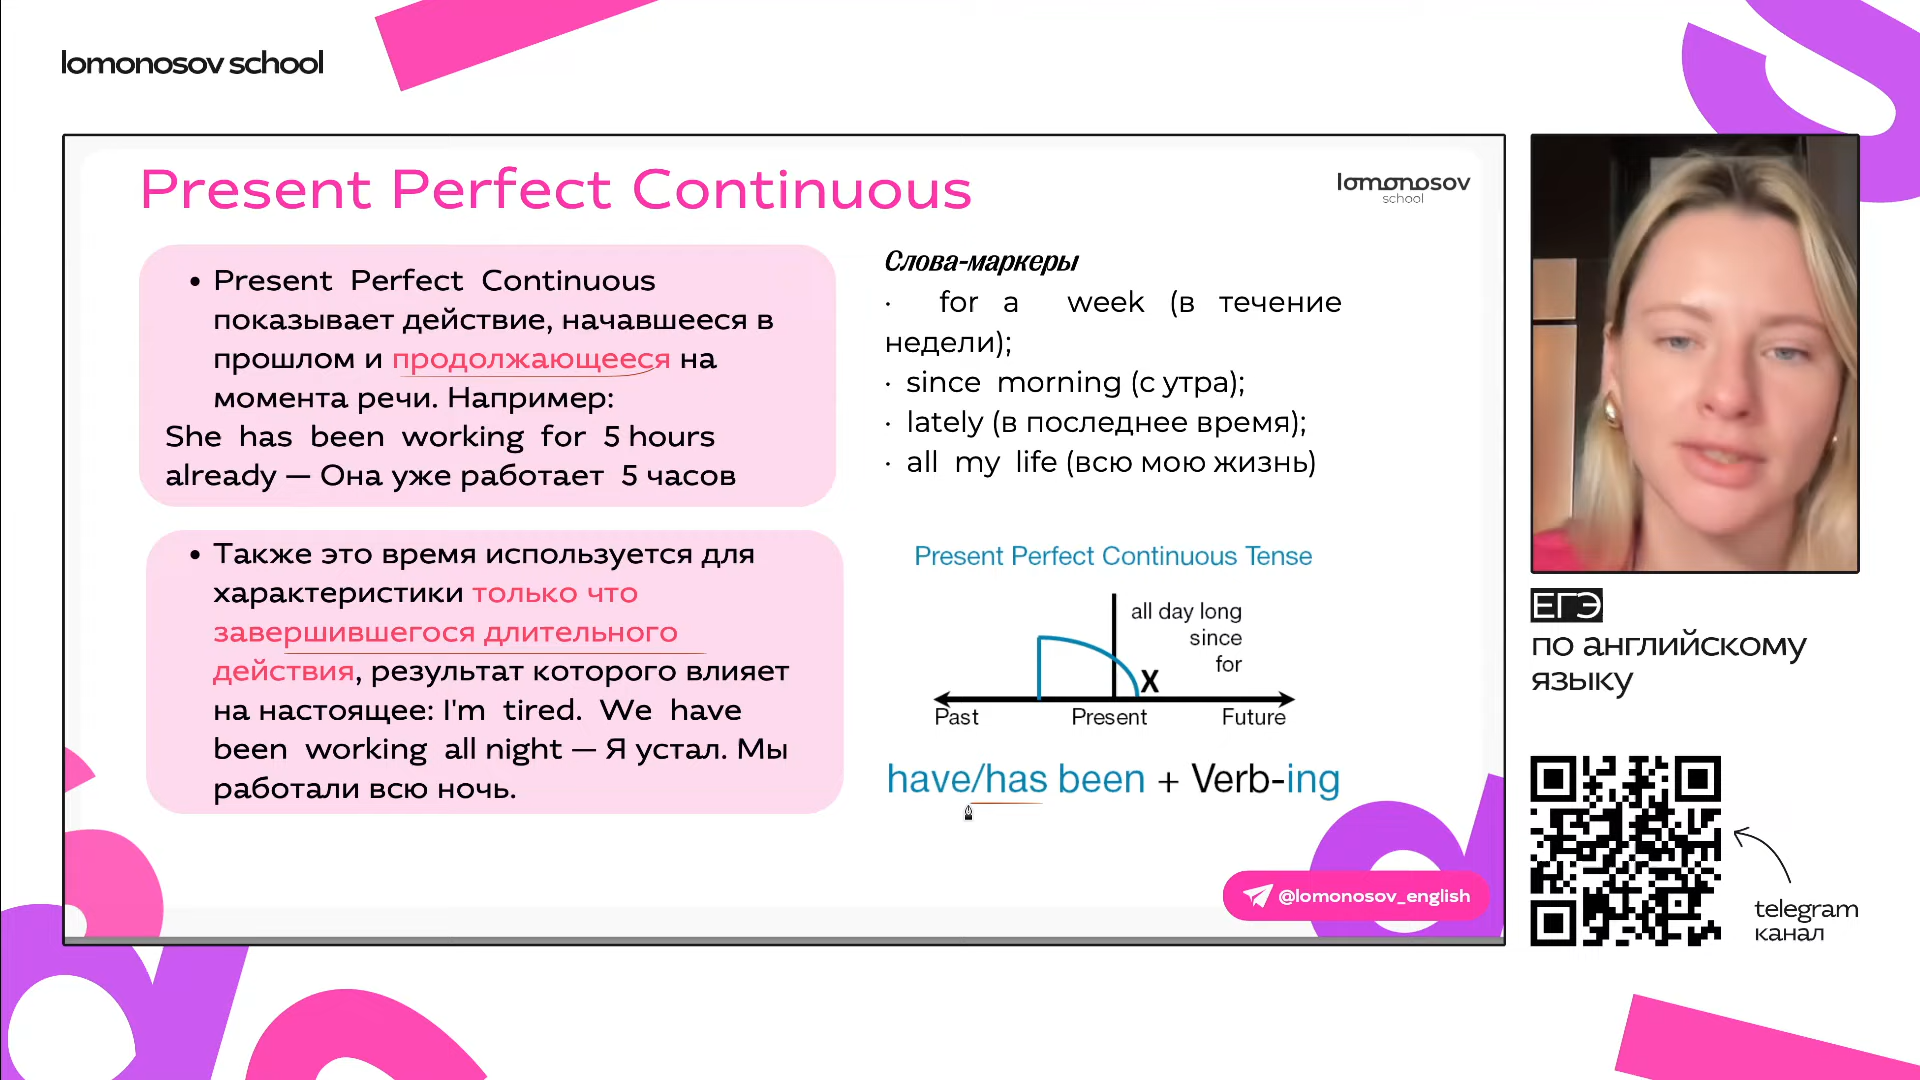 lomonosov school
Present Perfect Continuous
lomonosov
school
• Present Perfect Continuous
показывает действие, начавшееся в
прошлом и продолжающееся на
момента речи. Например:
She has been working for 5 hours
already — Она уже работает 5 часов
• Также это время используется для
характеристики только что
завершившегося длительного
действия, результат которого влияет
на настоящее: I'm tired. We have
been working all night — Я устал. Мы
работали всю ночь.
Слова-маркеры
· for a week (в течение
недели);
· since morning (с утра);
· lately (в последнее время);
· all my life (всю мою жизнь)
Present Perfect Continuous Tense
all day long
since
for
X
Past Present Future
have/has been + Verb-ing
@lomonosov_english
ЕГЭ
по английскому
языку
telegram
канал